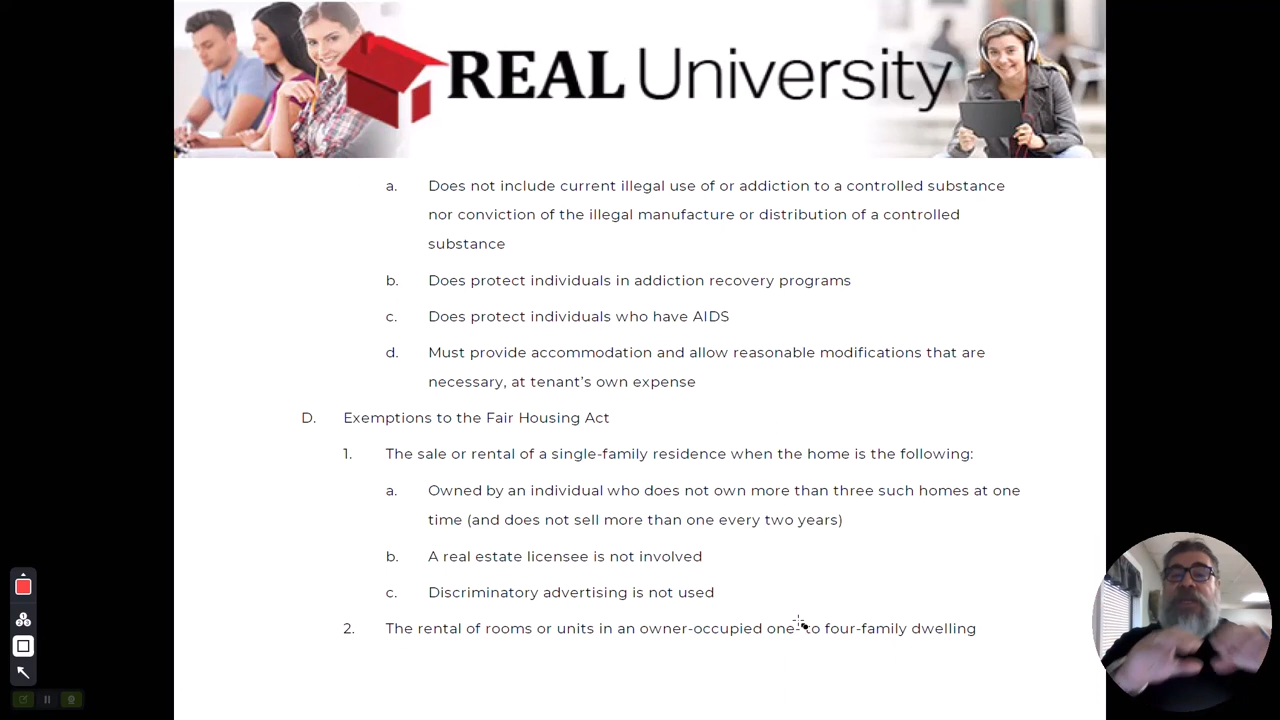 REAL University
a. Does not include current illegal use of or addiction to a controlled substance
nor conviction of the illegal manufacture or distribution of a controlled
substance
b. Does protect individuals in addiction recovery programs
c. Does protect individuals who have AIDS
d. Must provide accommodation and allow reasonable modifications that are
necessary, at tenant's own expense
D. Exemptions to the Fair Housing Act
1. The sale or rental of a single-family residence when the home is the following:
a. Owned by an individual who does not own more than three such homes at one
time (and does not sell more than one every two years)
b. A real estate licensee is not involved
c. Discriminatory advertising is not used
2. The rental of rooms or units in an owner-occupied one- to four-family dwelling